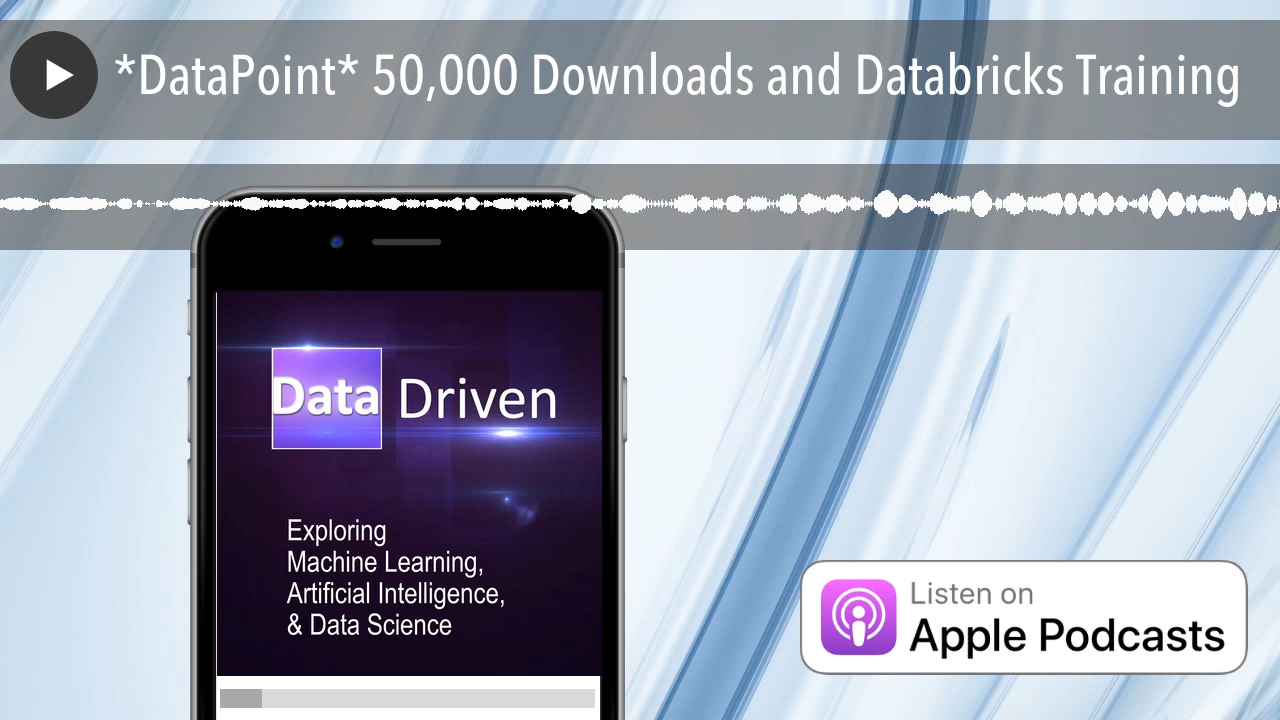 *DataPoint* 50,000 Downloads and Databricks Training
Data Driven
Exploring
Machine Learning,
Artificial Intelligence,
& Data Science
Listen on
Apple Podcasts